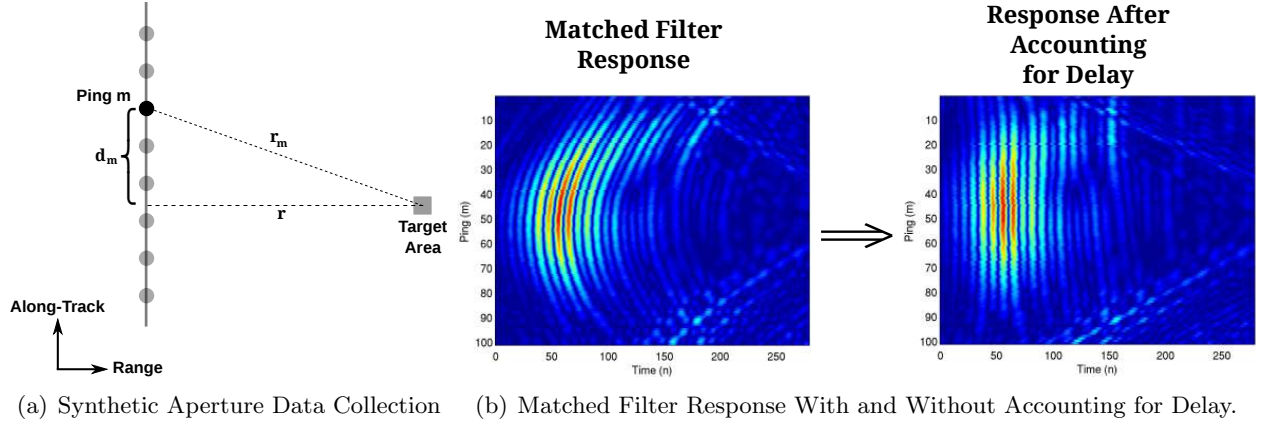 Ping m
d_m
r_m
r
Target
Area
Along-Track
Range
(a) Synthetic Aperture Data Collection
Matched Filter
Response
10
20
30
40
50
60
70
80
90
100
Ping (m)
0
50
100
150
200
250
Time (n)
Response After
Accounting
for Delay
10
20
30
40
50
60
70
80
90
100
Ping (m)
0
50
100
150
200
250
Time (n)
(b) Matched Filter Response With and Without Accounting for Delay.